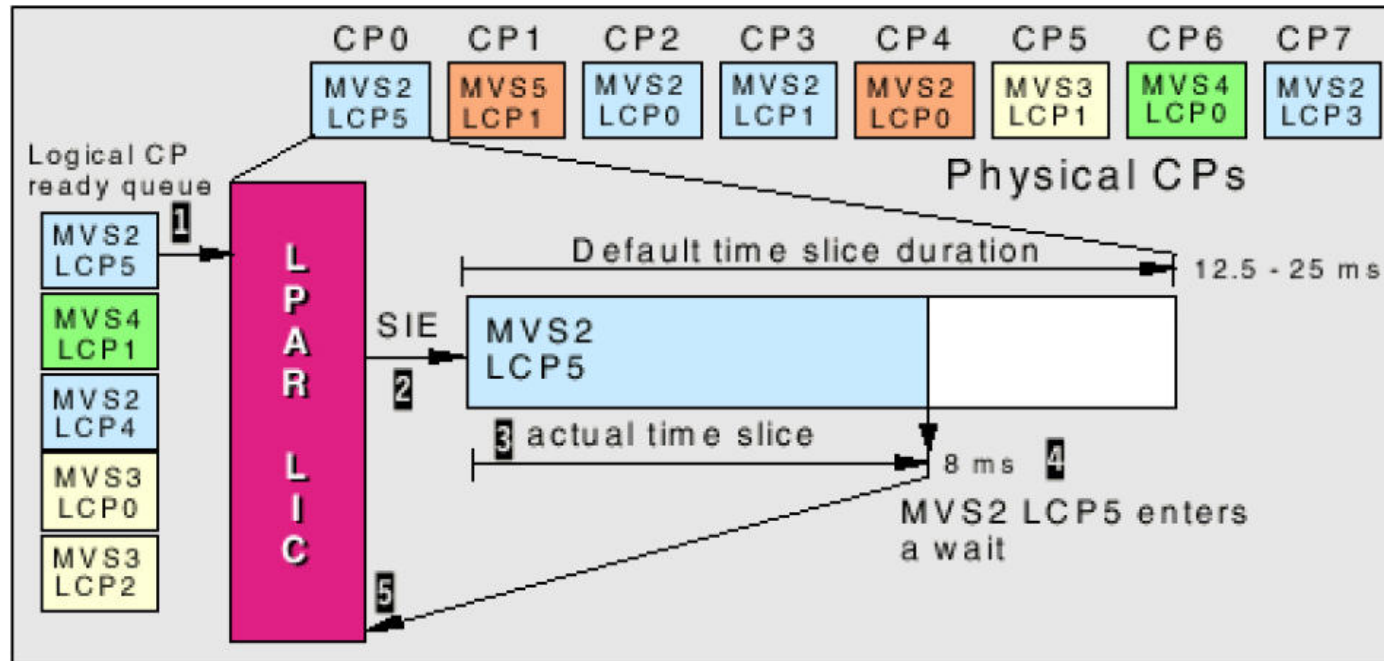 CP0 CP1 CP2 CP3 CP4 CP5 CP6 CP7
MVS2 MVS5 MVS2 MVS2 MVS2 MVS3 MVS4 MVS2
LCP5 LCP1 LCP0 LCP1 LCP0 LCP1 LCP0 LCP3
Physical CPs
Logical CP
ready queue
1
MVS2
LCP5
MVS4
LCP1
MVS2
LCP4
MVS3
LCP0
MVS3
LCP2
LPAR LIC
SIE
2
Default time slice duration
12.5 - 25 ms
MVS2
LCP5
3 actual time slice
8 ms 4
MVS2 LCP5 enters
a wait
5